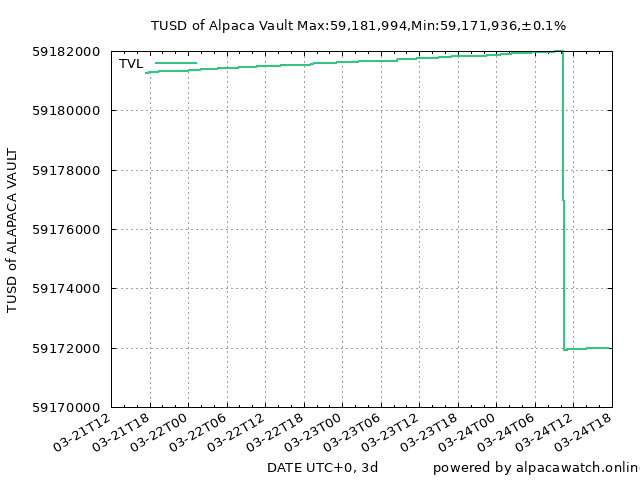 TUSD of Alpaca Vault Max:59,181,994,Min:59,171,936,±0.1%
TVL
59182000
59180000
59178000
59176000
59174000
59172000
59170000
TUSD of ALAPACA VAULT
03-21T12
03-21T18
03-22T00
03-22T06
03-22T12
03-22T18
03-23T00
03-23T06
03-23T12
03-23T18
03-24T00
03-24T06
03-24T12
03-24T18
DATE UTC+0, 3d
powered by alpacawatch.onlin